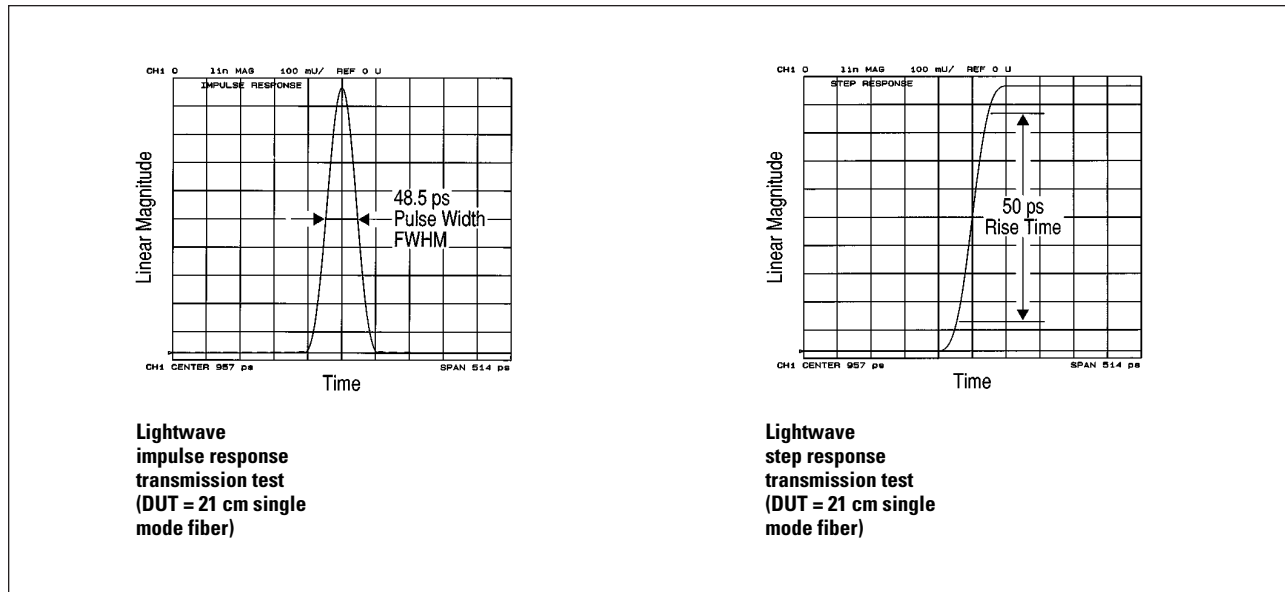 CH1 0 lin MAG 100 mU/ REF 0 U
IMPULSE RESPONSE
Linear Magnitude
48.5 ps
Pulse Width
FWHM
CH1 CENTER 957 ps SPAN 514 ps
Time
Lightwave
impulse response
transmission test
(DUT = 21 cm single
mode fiber)
CH1 0 lin MAG 100 mU/ REF 0 U
STEP RESPONSE
Linear Magnitude
50 ps
Rise Time
CH1 CENTER 957 ps SPAN 514 ps
Time
Lightwave
step response
transmission test
(DUT = 21 cm single
mode fiber)